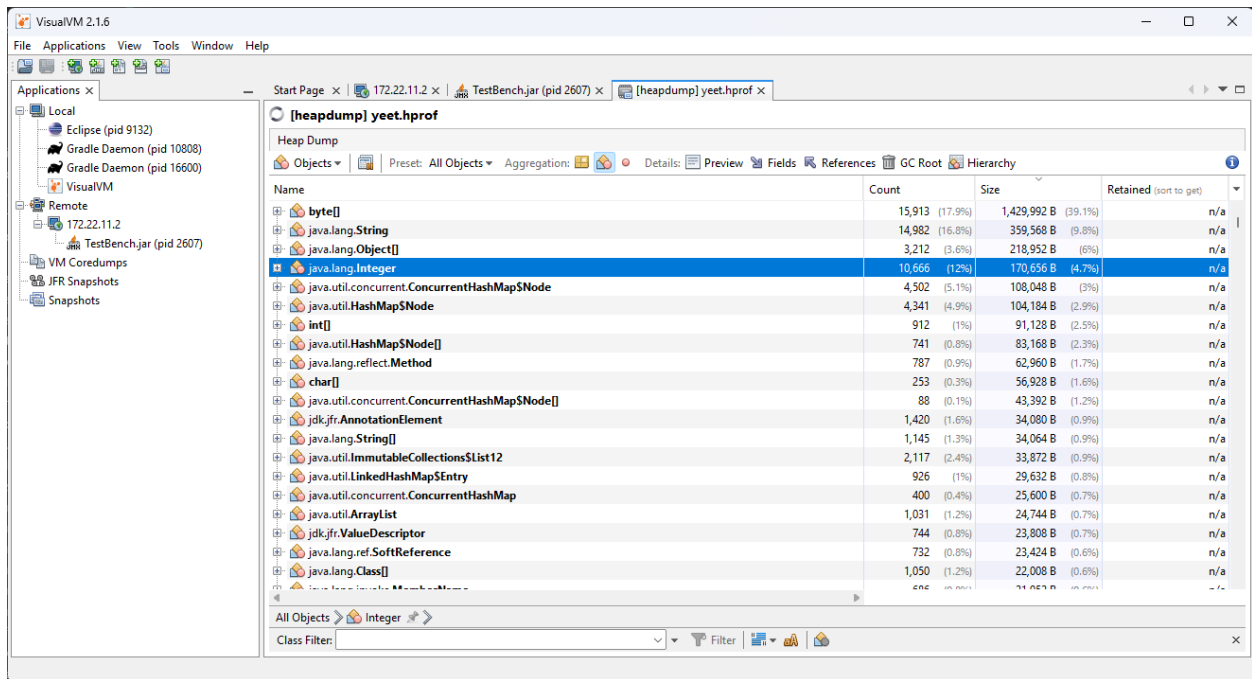 VisualVM 2.1.6
File Applications View Tools Window Help
Applications ×
Start Page × 172.22.11.2 × TestBench.jar (pid 2607) × [heapdump] yeet.hprof ×
Local
Eclipse (pid 9132)
Gradle Daemon (pid 10808)
Gradle Daemon (pid 16600)
VisualVM
Remote
172.22.11.2
TestBench.jar (pid 2607)
VM Coredumps
JFR Snapshots
Snapshots
[heapdump] yeet.hprof
Heap Dump
Objects Preset: All Objects Aggregation: Details: Preview Fields References GC Root Hierarchy
Name Count Size Retained (sort to get)
byte[] 15,913 (17.9%) 1,429,992 B (39.1%) n/a
java.lang.String 14,982 (16.8%) 359,568 B (9.8%) n/a
java.lang.Object[] 3,212 (3.6%) 218,952 B (6%) n/a
java.lang.Integer 10,666 (12%) 170,656 B (4.7%) n/a
java.util.concurrent.ConcurrentHashMap$Node 4,502 (5.1%) 108,048 B (3%) n/a
java.util.HashMap$Node 4,341 (4.9%) 104,184 B (2.9%) n/a
int[] 912 (1%) 91,128 B (2.5%) n/a
java.util.HashMap$Node[] 741 (0.8%) 83,168 B (2.3%) n/a
java.lang.reflect.Method 787 (0.9%) 62,960 B (1.7%) n/a
char[] 253 (0.3%) 56,928 B (1.6%) n/a
java.util.concurrent.ConcurrentHashMap$Node[] 88 (0.1%) 43,392 B (1.2%) n/a
jdk.jfr.AnnotationElement 1,420 (1.6%) 34,080 B (0.9%) n/a
java.lang.String[] 1,145 (1.3%) 34,064 B (0.9%) n/a
java.util.ImmutableCollections$List12 2,117 (2.4%) 33,872 B (0.9%) n/a
java.util.LinkedHashMap$Entry 926 (1%) 29,632 B (0.8%) n/a
java.util.concurrent.ConcurrentHashMap 400 (0.4%) 25,600 B (0.7%) n/a
java.util.ArrayList 1,031 (1.2%) 24,744 B (0.7%) n/a
jdk.jfr.ValueDescriptor 744 (0.8%) 23,808 B (0.7%) n/a
java.lang.ref.SoftReference 732 (0.8%) 23,424 B (0.6%) n/a
java.lang.Class[] 1,050 (1.2%) 22,008 B (0.6%) n/a
All Objects Integer
Class Filter: Filter